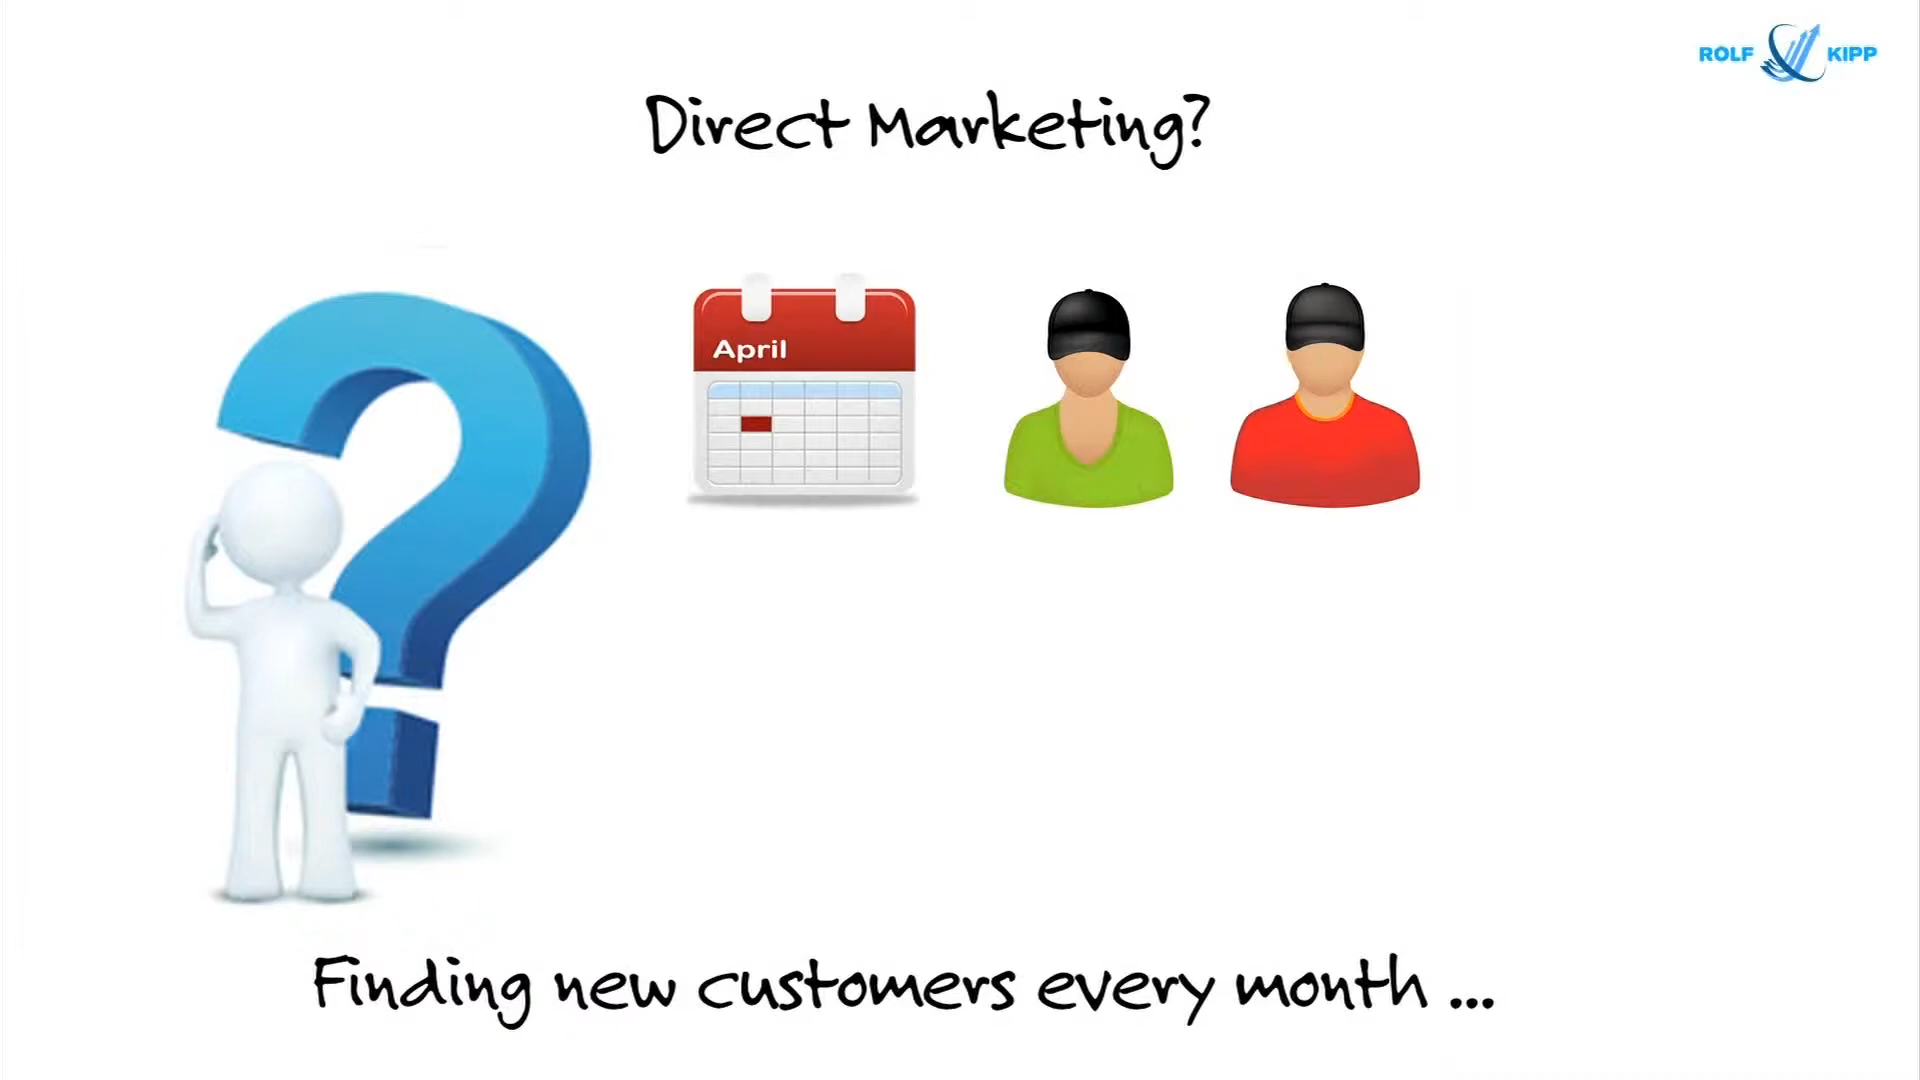 ROLF KIPP
Direct Marketing?
April
Finding new customers every month ...